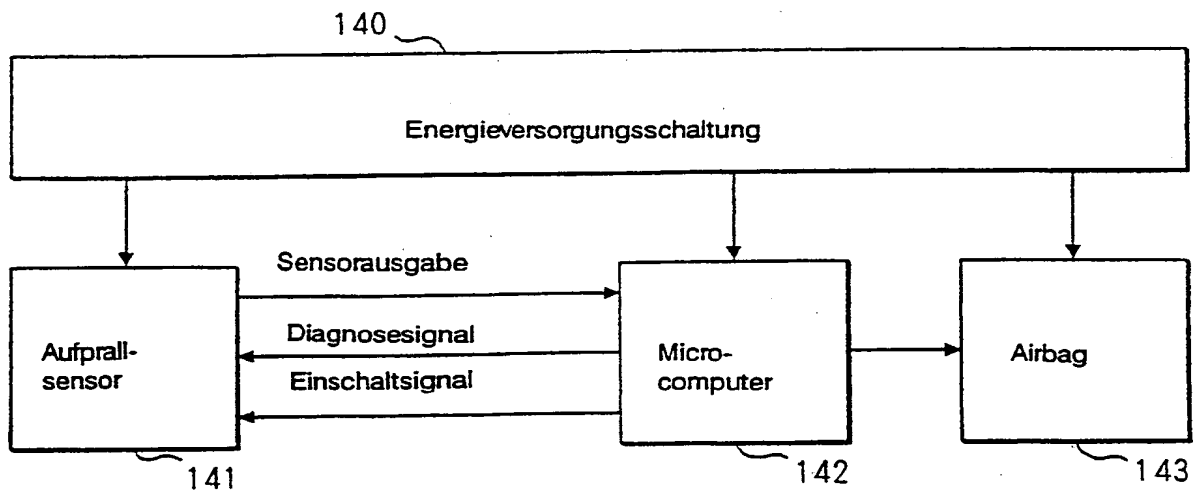 140
Energieversorgungsschaltung
Sensorausgabe
Diagnosesignal
Einschaltsignal
Aufprall-
sensor
Micro-
computer
Airbag
141
142
143